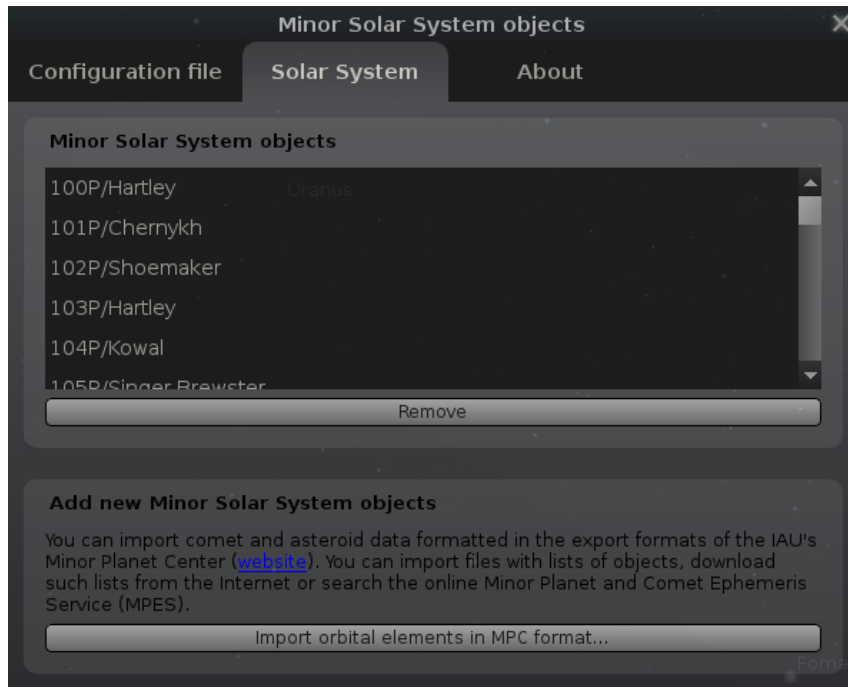 Minor Solar System objects
Configuration file
Solar System
About
Minor Solar System objects
100P/Hartley
Uranus
101P/Chernykh
102P/Shoemaker
103P/Hartley
104P/Kowal
105P/Singer Brewster
Remove
Add new Minor Solar System objects
You can import comet and asteroid data formatted in the export formats of the IAU's
Minor Planet Center (website). You can import files with lists of objects, download
such lists from the Internet or search the online Minor Planet and Comet Ephemeris
Service (MPES).
Import orbital elements in MPC format...